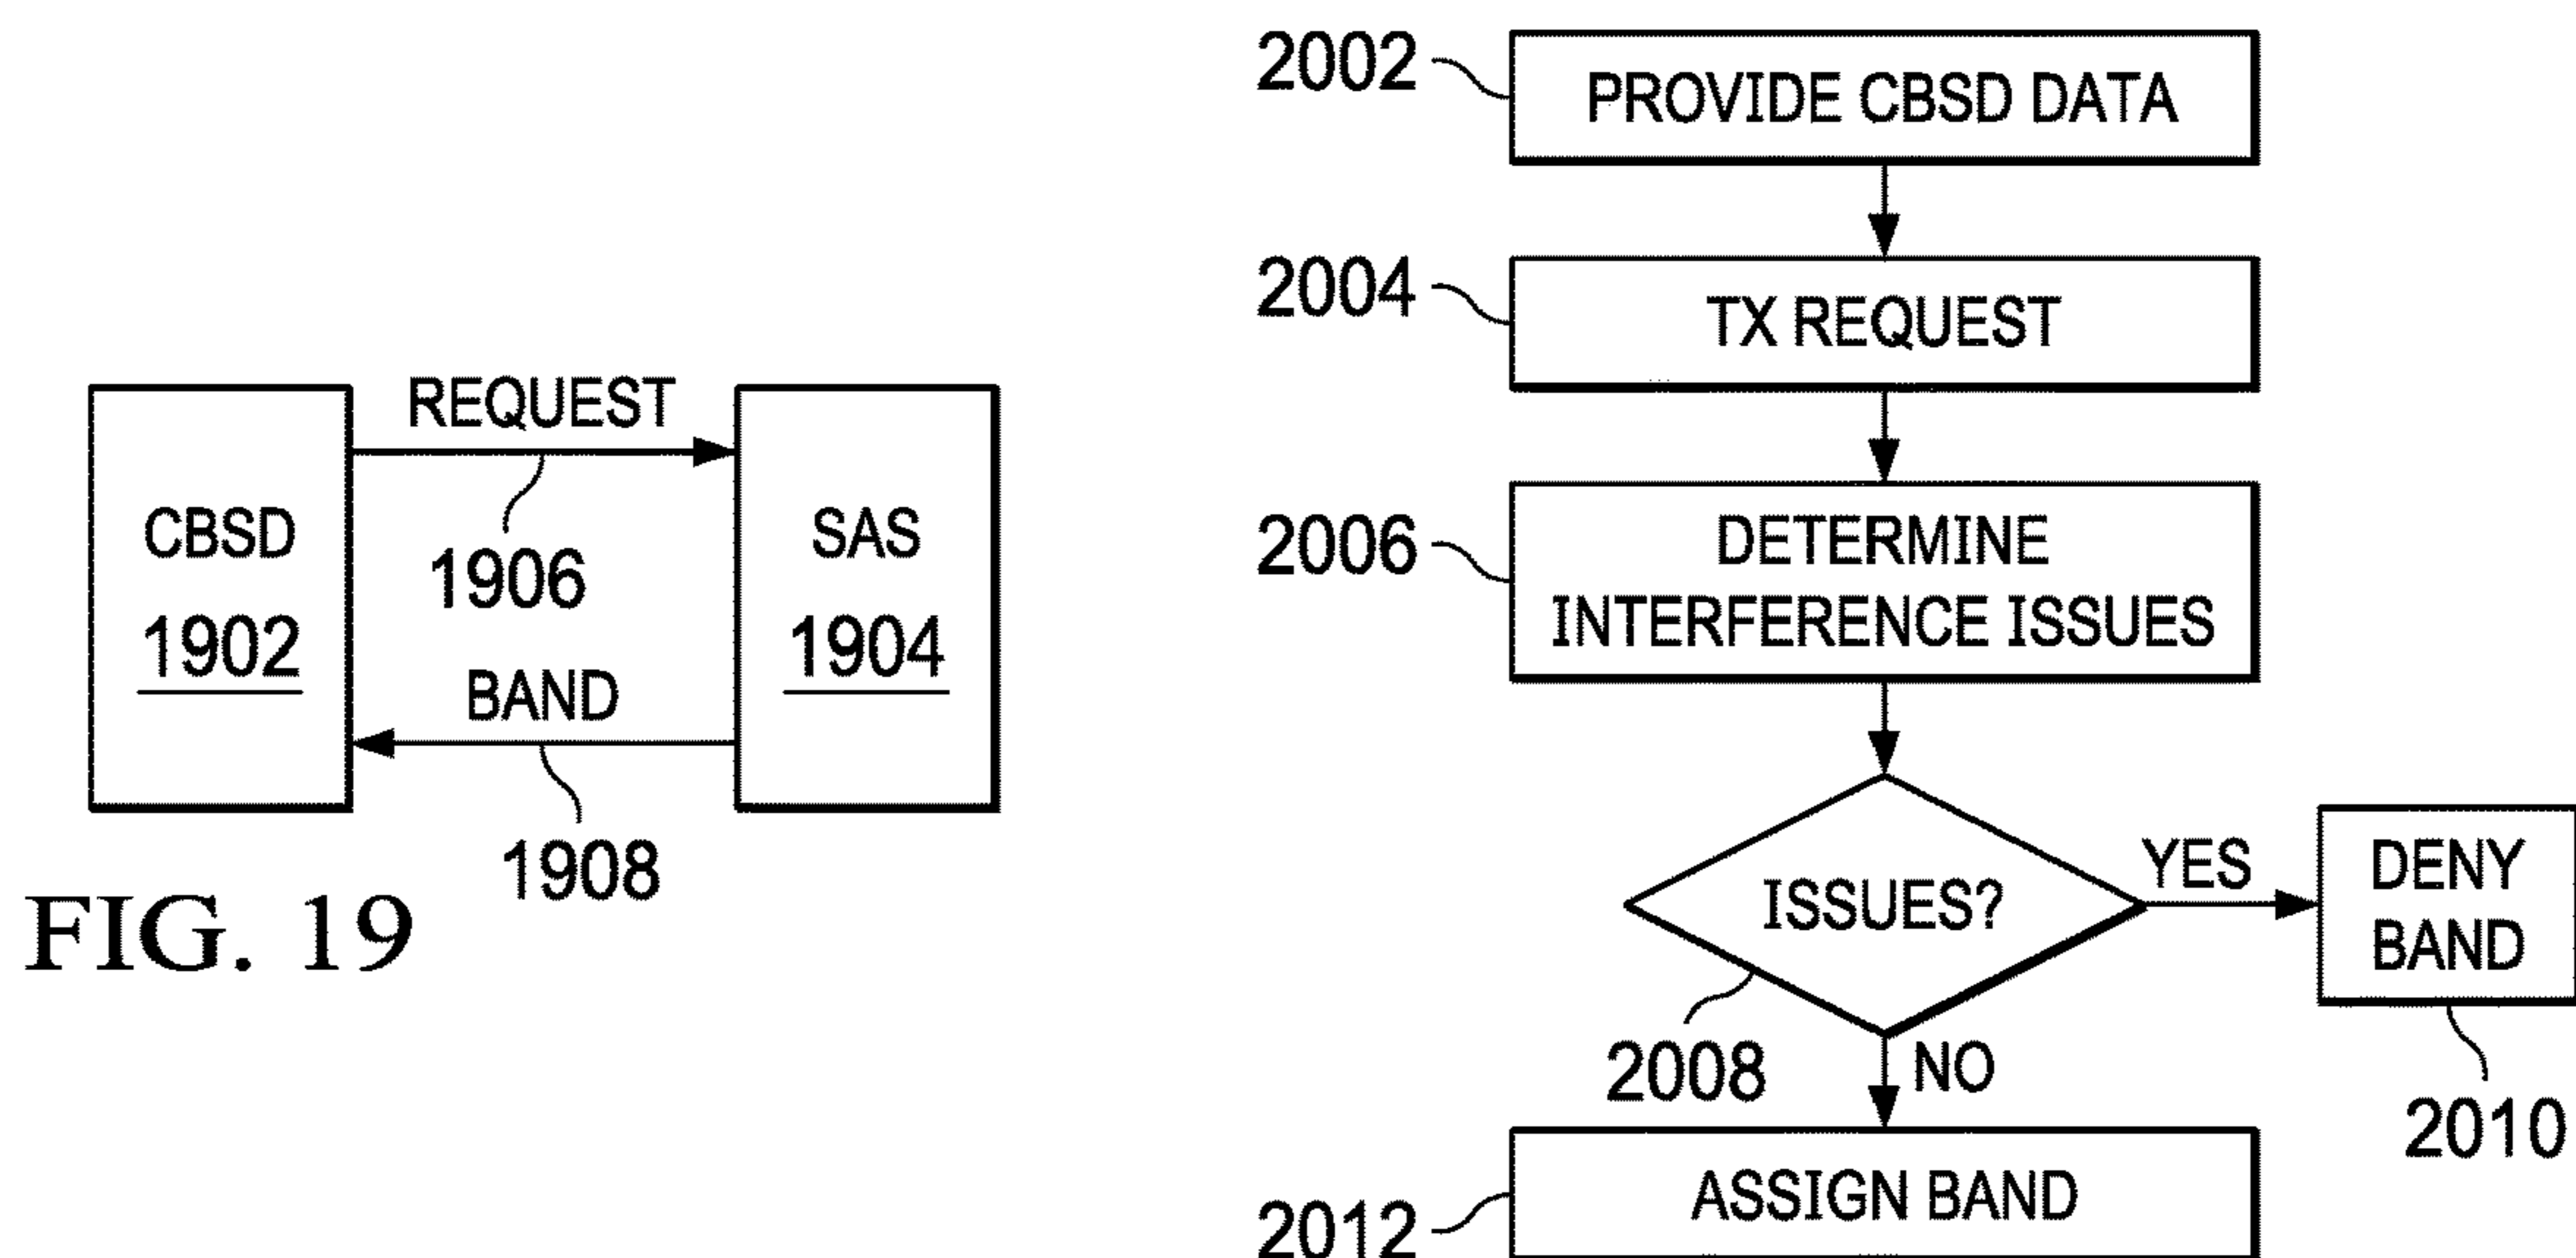 REQUEST
CBSD
1902
SAS
1904
1906
BAND
1908
FIG. 19
2002
PROVIDE CBSD DATA
2004
TX REQUEST
2006
DETERMINE
INTERFERENCE ISSUES
ISSUES?
YES
DENY
BAND
2008
NO
2010
2012
ASSIGN BAND